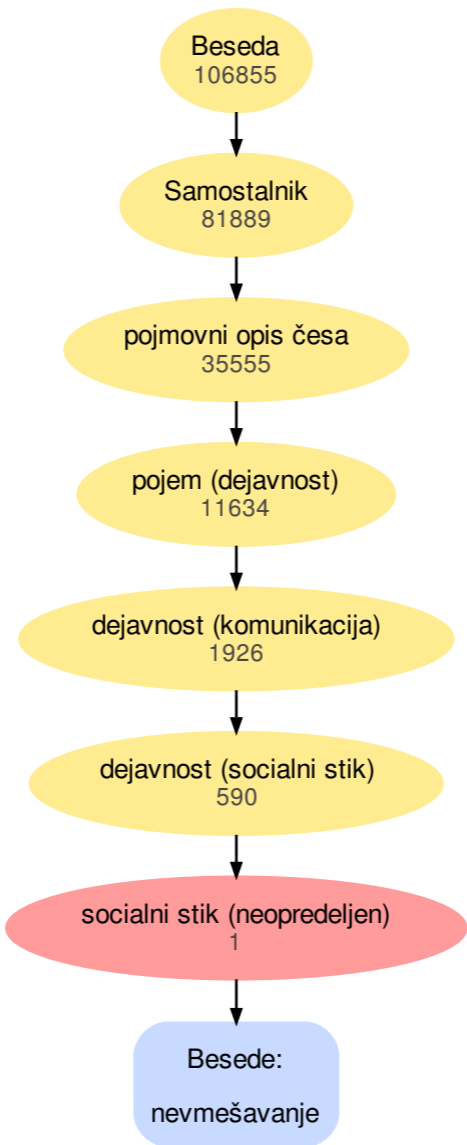 Beseda
106855
Samostalnik
81889
pojmovni opis česa
35555
pojem (dejavnost)
11634
dejavnost (komunikacija)
1926
dejavnost (socialni stik)
590
socialni stik (neopredeljen)
1
Besede:
nevmešavanje